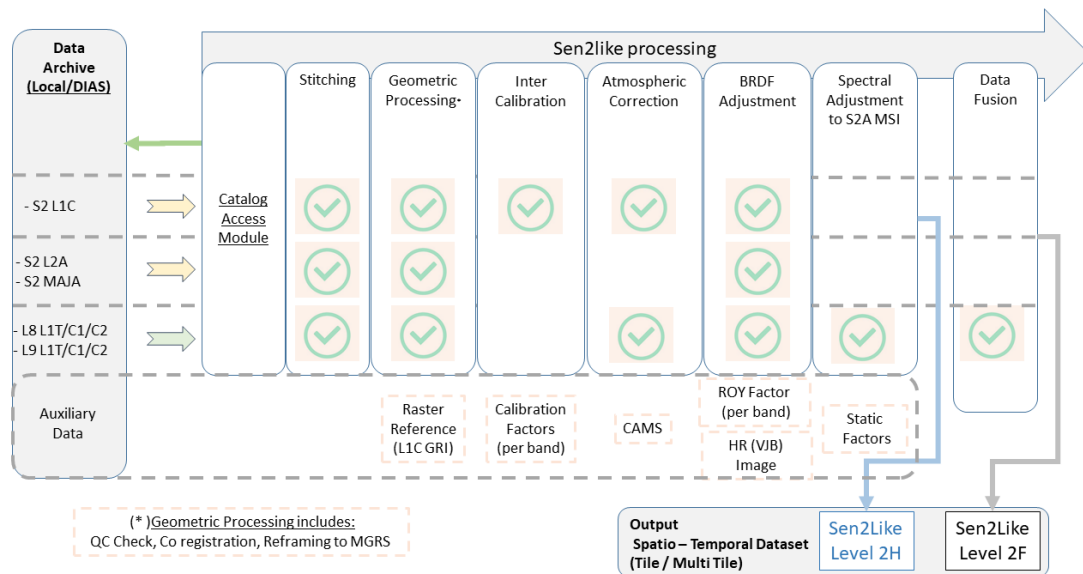 Sen2like processing
Data
Archive
(Local/DIAS)
Stitching
Geometric
Processing*
Inter
Calibration
Atmospheric
Correction
BRDF
Adjustment
Spectral
Adjustment
to S2A MSI
Data
Fusion
Catalog
Access
Module
- S2 L1C
- S2 L2A
- S2 MAJA
- L8 L1T/C1/C2
- L9 L1T/C1/C2
Auxiliary
Data
Raster
Reference
(L1C GRI)
Calibration
Factors
(per band)
CAMS
ROY Factor
(per band)
HR (VJB)
Image
Static
Factors
(* )Geometric Processing includes:
QC Check, Co registration, Reframing to MGRS
Output
Spatio – Temporal Dataset
(Tile / Multi Tile)
Sen2Like
Level 2H
Sen2Like
Level 2F